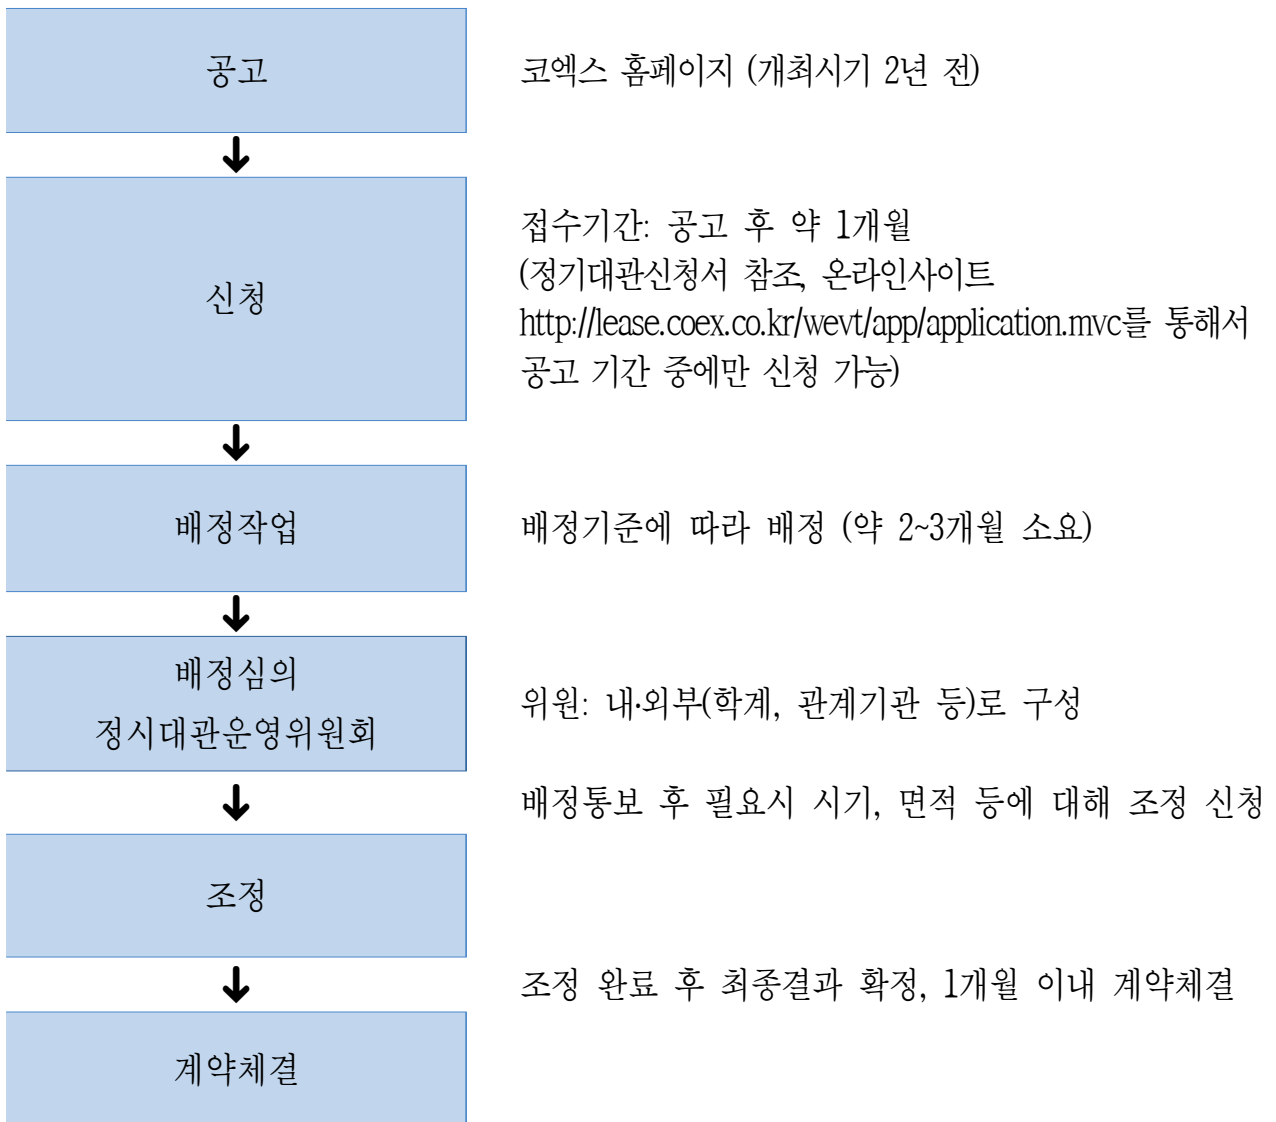 공고
코엑스 홈페이지 (개최시기 2년 전)
신청
접수기간: 공고 후 약 1개월
(정기대관신청서 참조, 온라인사이트
http://lease.coex.co.kr/wevt/app/application.mvc를 통해서
공고 기간 중에만 신청 가능)
배정작업
배정기준에 따라 배정 (약 2~3개월 소요)
배정심의
정시대관운영위원회
위원: 내·외부(학계, 관계기관 등)로 구성
배정통보 후 필요시 시기, 면적 등에 대해 조정 신청
조정
조정 완료 후 최종결과 확정, 1개월 이내 계약체결
계약체결